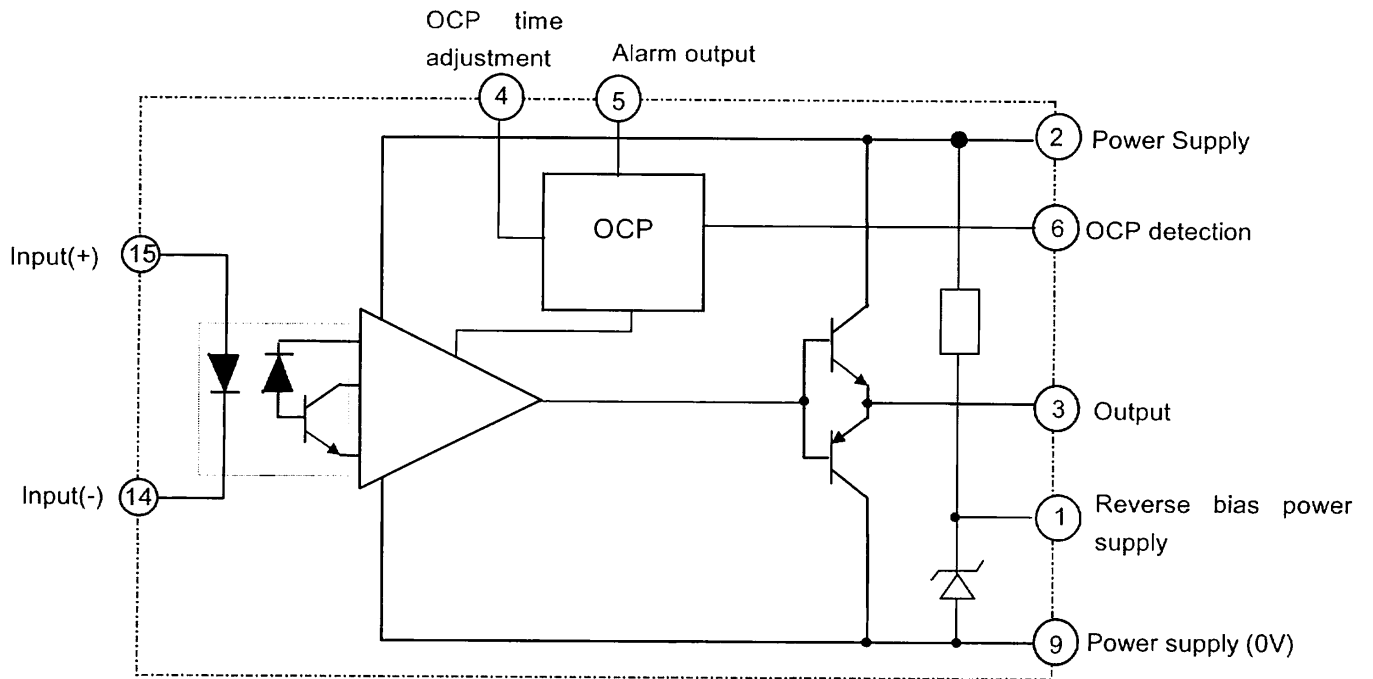 OCP time
adjustment
Alarm output
4
5
2
Power Supply
OCP
6
OCP detection
Input(+)
15
3
Output
Input(-)
14
1
Reverse bias power
supply
9
Power supply (0V)